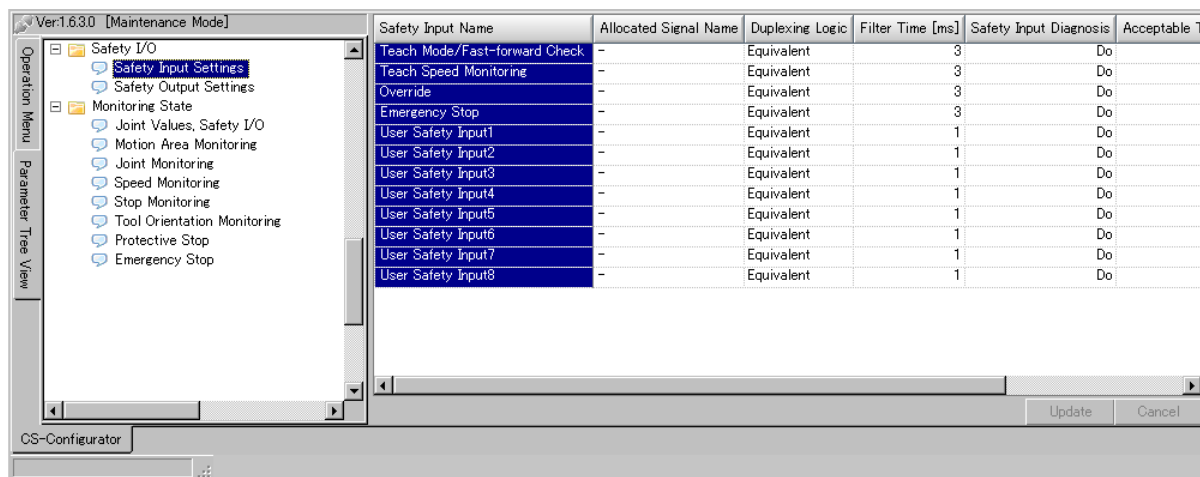 Ver:1.6.3.0 [Maintenance Mode]
Operation Menu
Parameter Tree View
Safety I/O
Safety Input Settings
Safety Output Settings
Monitoring State
Joint Values, Safety I/O
Motion Area Monitoring
Joint Monitoring
Speed Monitoring
Stop Monitoring
Tool Orientation Monitoring
Protective Stop
Emergency Stop
Safety Input Name Allocated Signal Name Duplexing Logic Filter Time [ms] Safety Input Diagnosis Acceptable T
Teach Mode/Fast-forward Check - Equivalent 3 Do
Teach Speed Monitoring - Equivalent 3 Do
Override - Equivalent 3 Do
Emergency Stop - Equivalent 3 Do
User Safety Input1 - Equivalent 1 Do
User Safety Input2 - Equivalent 1 Do
User Safety Input3 - Equivalent 1 Do
User Safety Input4 - Equivalent 1 Do
User Safety Input5 - Equivalent 1 Do
User Safety Input6 - Equivalent 1 Do
User Safety Input7 - Equivalent 1 Do
User Safety Input8 - Equivalent 1 Do
Update Cancel
CS-Configurator